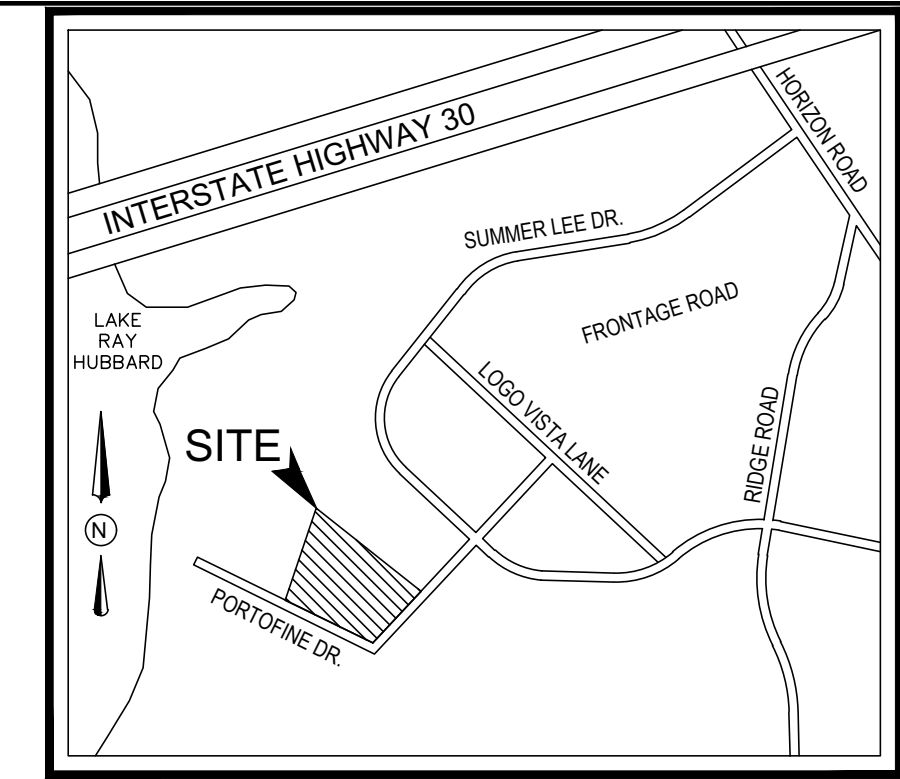 INTERSTATE HIGHWAY 30
HORIZON ROAD
SUMMER LEE DR.
FRONTAGE ROAD
LAKE
RAY
HUBBARD
LOGO VISTA LANE
RIDGE ROAD
SITE
N
PORTOFINE DR.